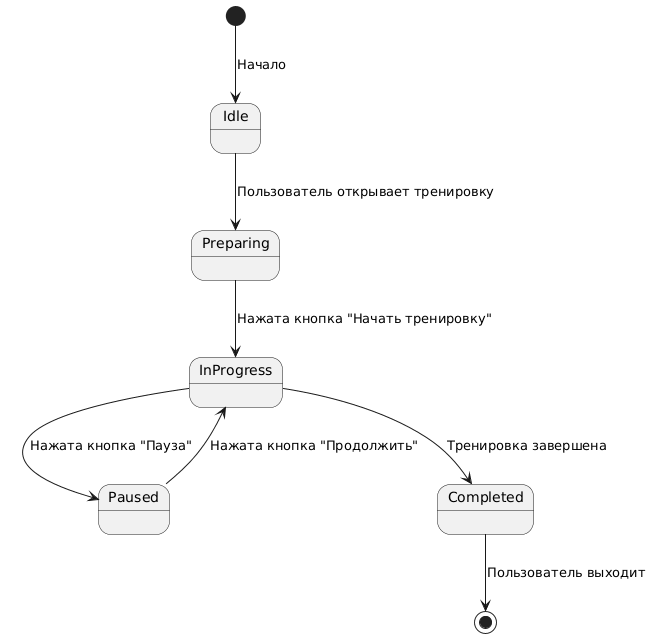 Начало
Idle
Пользователь открывает тренировку
Preparing
Нажата кнопка "Начать тренировку"
InProgress
Нажата кнопка "Пауза"
Нажата кнопка "Продолжить"
Тренировка завершена
Paused
Completed
Пользователь выходит